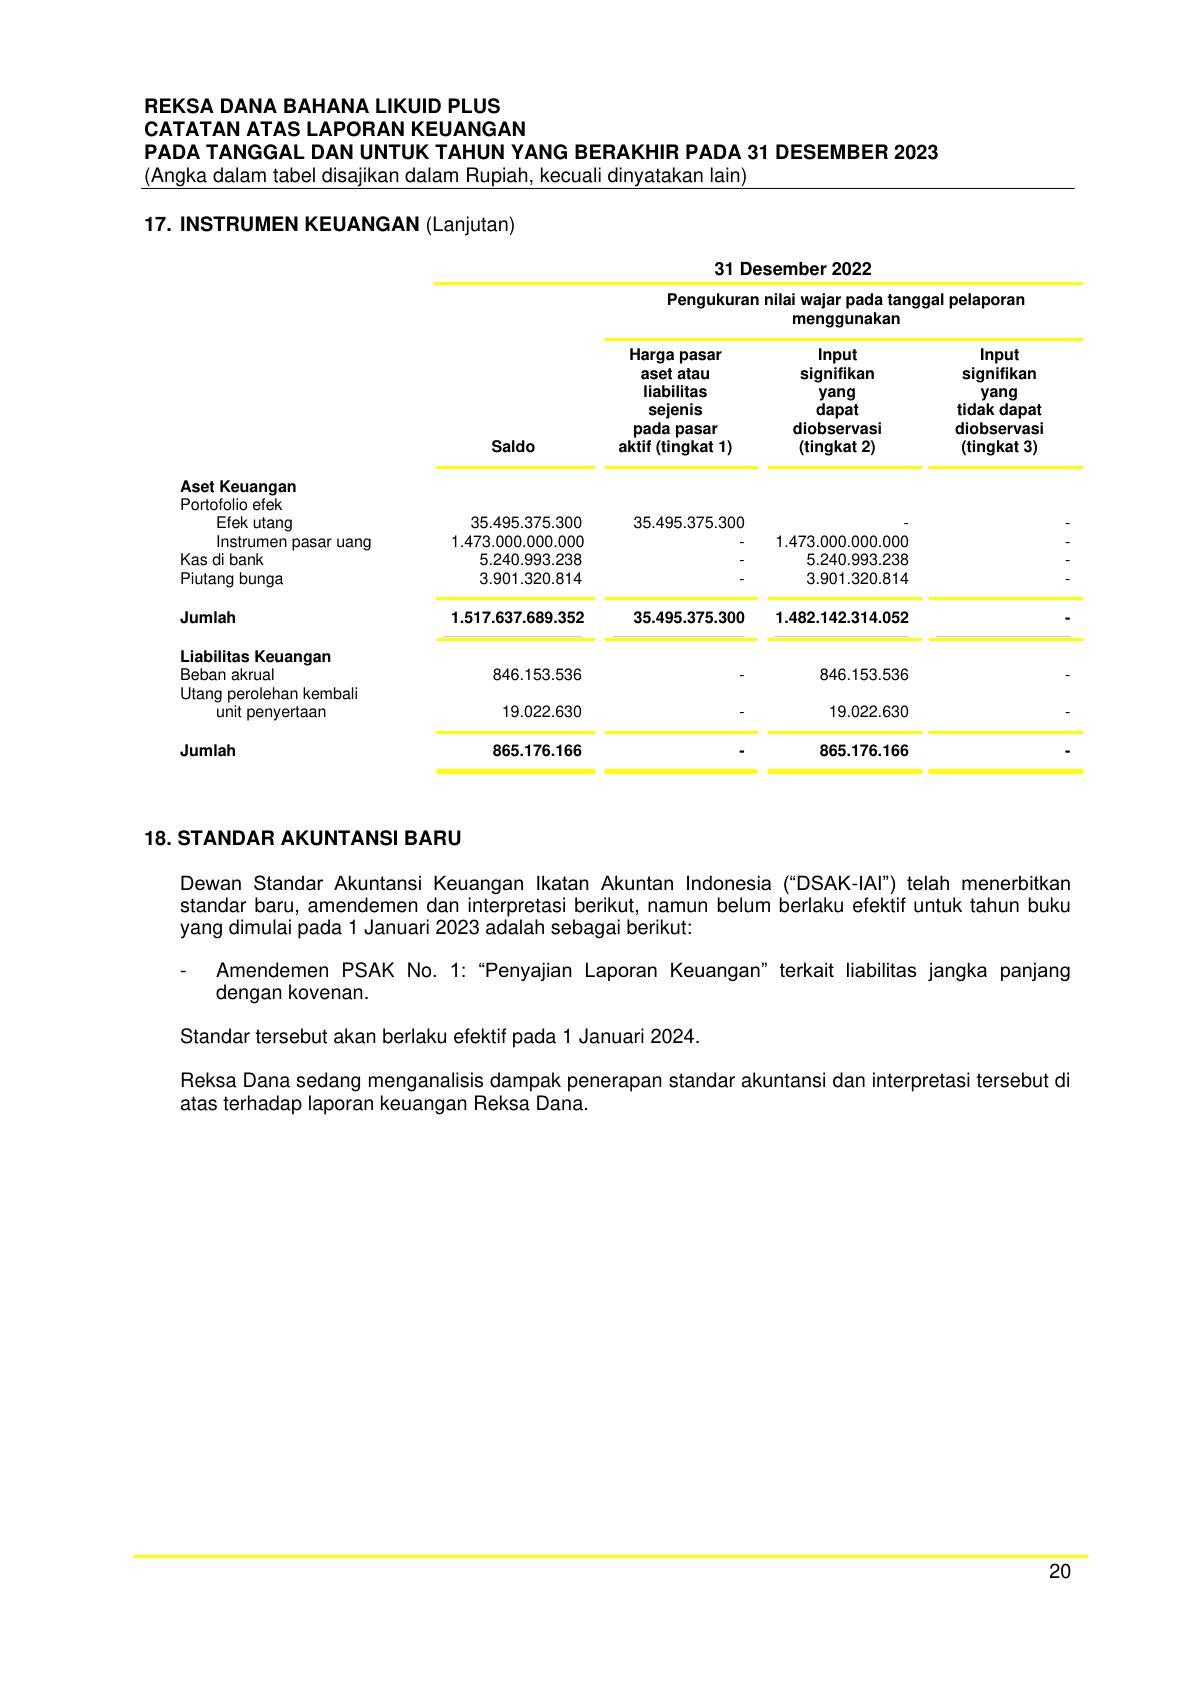 REKSA DANA BAHANA LIKUID PLUS
CATATAN ATAS LAPORAN KEUANGAN
PADA TANGGAL DAN UNTUK TAHUN YANG BERAKHIR PADA 31 DESEMBER 2023
(Angka dalam tabel disajikan dalam Rupiah, kecuali dinyatakan lain)
17. INSTRUMEN KEUANGAN (Lanjutan)
31 Desember 2022
Pengukuran nilai wajar pada tanggal pelaporan
menggunakan
Harga pasar Input Input
aset atau signifikan signifikan
liabilitas yang yang
sejenis dapat tidak dapat
pada pasar diobservasi diobservasi
Saldo aktif (tingkat 1) (tingkat 2) (tingkat 3)
Aset Keuangan
Portofolio efek
Efek utang 35.495.375.300 35.495.375.300 - -
Instrumen pasar uang 1.473.000.000.000 - 1.473.000.000.000 -
Kas di bank 5.240.993.238 - 5.240.993.238 -
Piutang bunga 3.901.320.814 - 3.901.320.814 -
Jumlah 1.517.637.689.352 35.495.375.300 1.482.142.314.052 -
Liabilitas Keuangan
Beban akrual 846.153.536 - 846.153.536 -
Utang perolehan kembali
unit penyertaan 19.022.630 - 19.022.630 -
Jumlah 865.176.166 - 865.176.166 -
18. STANDAR AKUNTANSI BARU
Dewan Standar Akuntansi Keuangan Ikatan Akuntan Indonesia (“DSAK-IAI”) telah menerbitkan
standar baru, amendemen dan interpretasi berikut, namun belum berlaku efektif untuk tahun buku
yang dimulai pada 1 Januari 2023 adalah sebagai berikut:
- Amendemen PSAK No. 1: “Penyajian Laporan Keuangan” terkait liabilitas jangka panjang
dengan kovenan.
Standar tersebut akan berlaku efektif pada 1 Januari 2024.
Reksa Dana sedang menganalisis dampak penerapan standar akuntansi dan interpretasi tersebut di
atas terhadap laporan keuangan Reksa Dana.
20